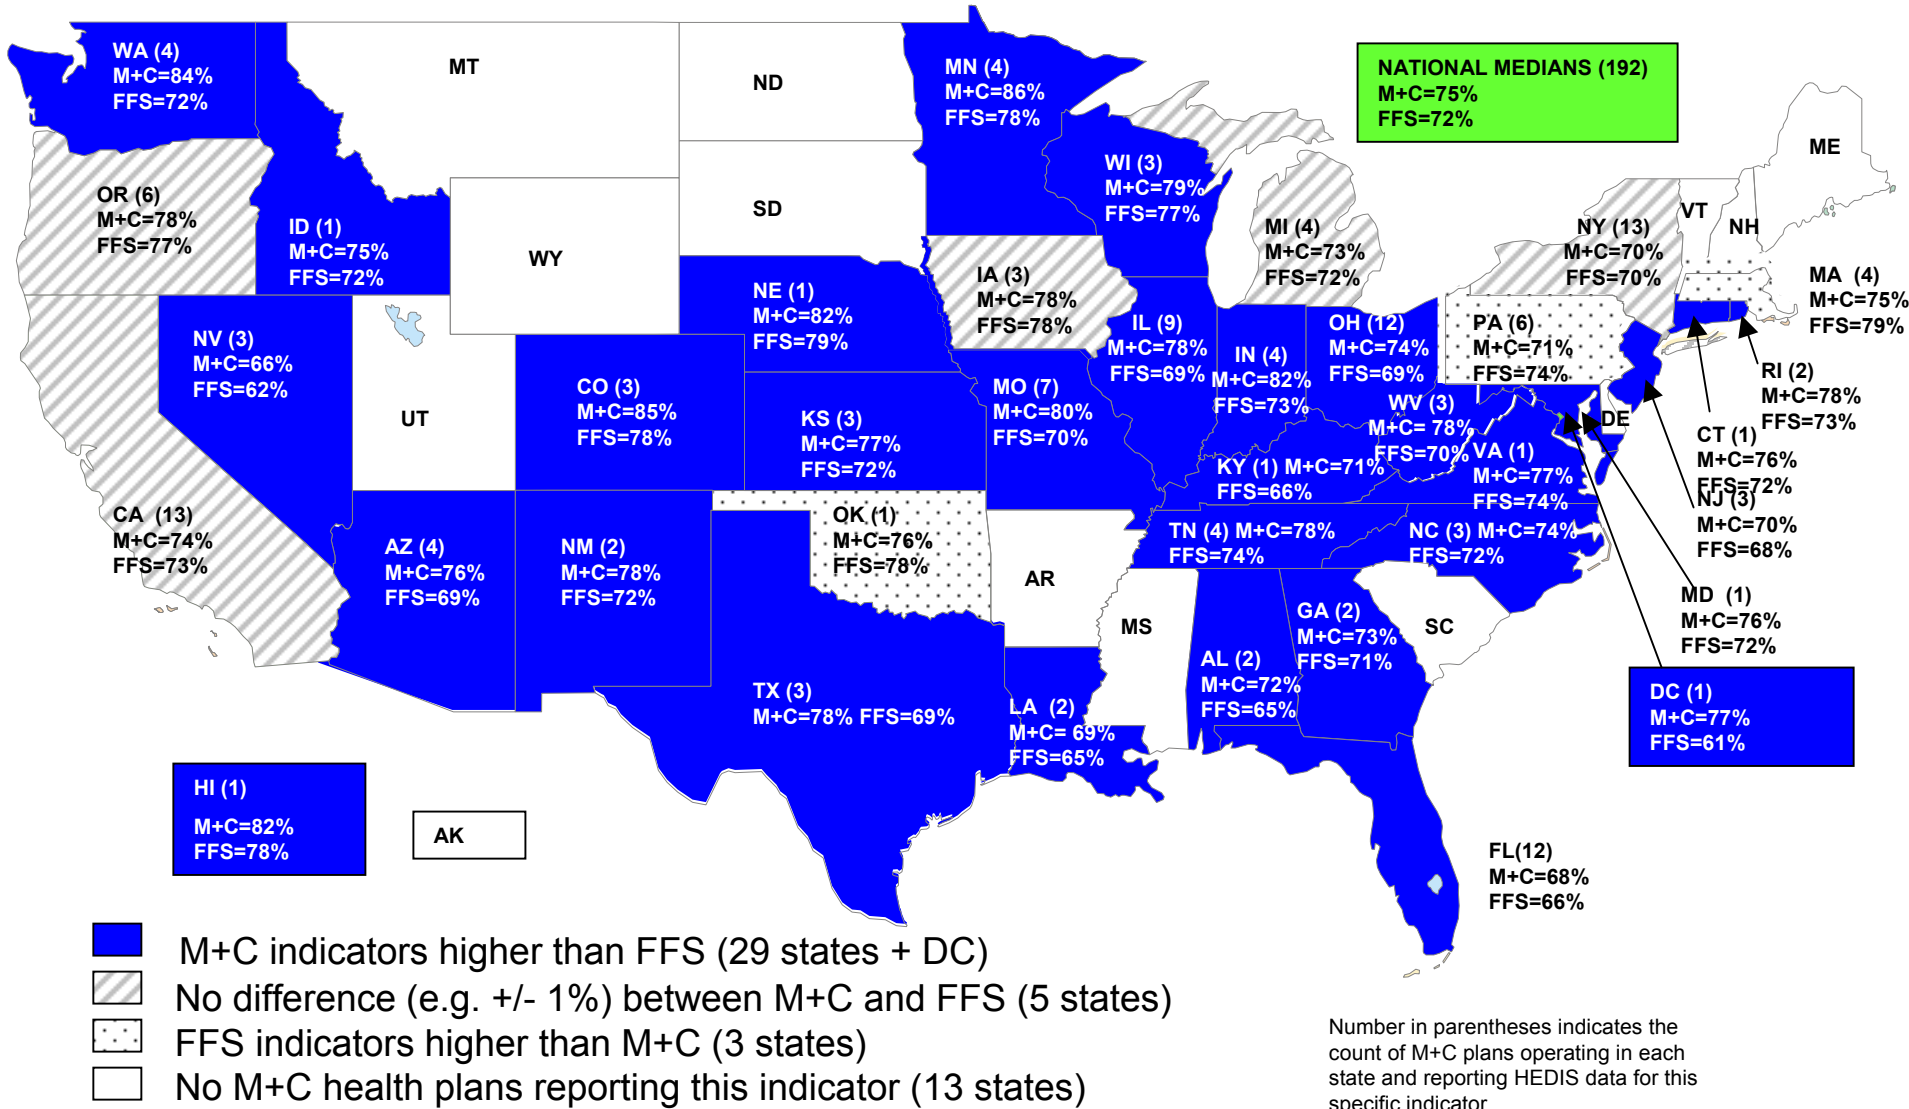 WA (4)
M+C=84%
FFS=72%
MT
ND
MN (4)
M+C=86%
FFS=78%
NATIONAL MEDIANS (192)
M+C=75%
FFS=72%
ME
OR (6)
M+C=78%
FFS=77%
ID (1)
M+C=75%
FFS=72%
WY
SD
WI (3)
M+C=79%
FFS=77%
MI (4)
M+C=73%
FFS=72%
NY (13)
M+C=70%
FFS=70%
VT
NH
MA (4)
M+C=75%
FFS=79%
NV (3)
M+C=66%
FFS=62%
UT
CO (3)
M+C=85%
FFS=78%
NE (1)
M+C=82%
FFS=79%
KS (3)
M+C=77%
FFS=72%
IA (3)
M+C=78%
FFS=78%
MO (7)
M+C=80%
FFS=70%
IL (9)
M+C=78%
FFS=69%
IN (4)
M+C=82%
FFS=73%
OH (12)
M+C=74%
FFS=69%
PA (6)
M+C=71%
FFS=74%
RI (2)
M+C=78%
FFS=73%
DE
CT (1)
M+C=76%
FFS=72%
WV (3)
M+C= 78%
FFS=70%
VA (1)
M+C=77%
FFS=74%
KY (1) M+C=71%
FFS=66%
NJ (3)
M+C=70%
FFS=68%
CA (13)
M+C=74%
FFS=73%
AZ (4)
M+C=76%
FFS=69%
NM (2)
M+C=78%
FFS=72%
OK (1)
M+C=76%
FFS=78%
AR
TN (4) M+C=78%
FFS=74%
NC (3) M+C=74%
FFS=72%
MD (1)
M+C=76%
FFS=72%
MS
AL (2)
M+C=72%
FFS=65%
GA (2)
M+C=73%
FFS=71%
SC
TX (3)
M+C=78% FFS=69%
LA (2)
M+C= 69%
FFS=65%
DC (1)
M+C=77%
FFS=61%
HI (1)
M+C=82%
FFS=78%
AK
FL(12)
M+C=68%
FFS=66%
M+C indicators higher than FFS (29 states + DC)
No difference (e.g. +/- 1%) between M+C and FFS (5 states)
FFS indicators higher than M+C (3 states)
No M+C health plans reporting this indicator (13 states)
Number in parentheses indicates the
count of M+C plans operating in each
state and reporting HEDIS data for this
specific indicator